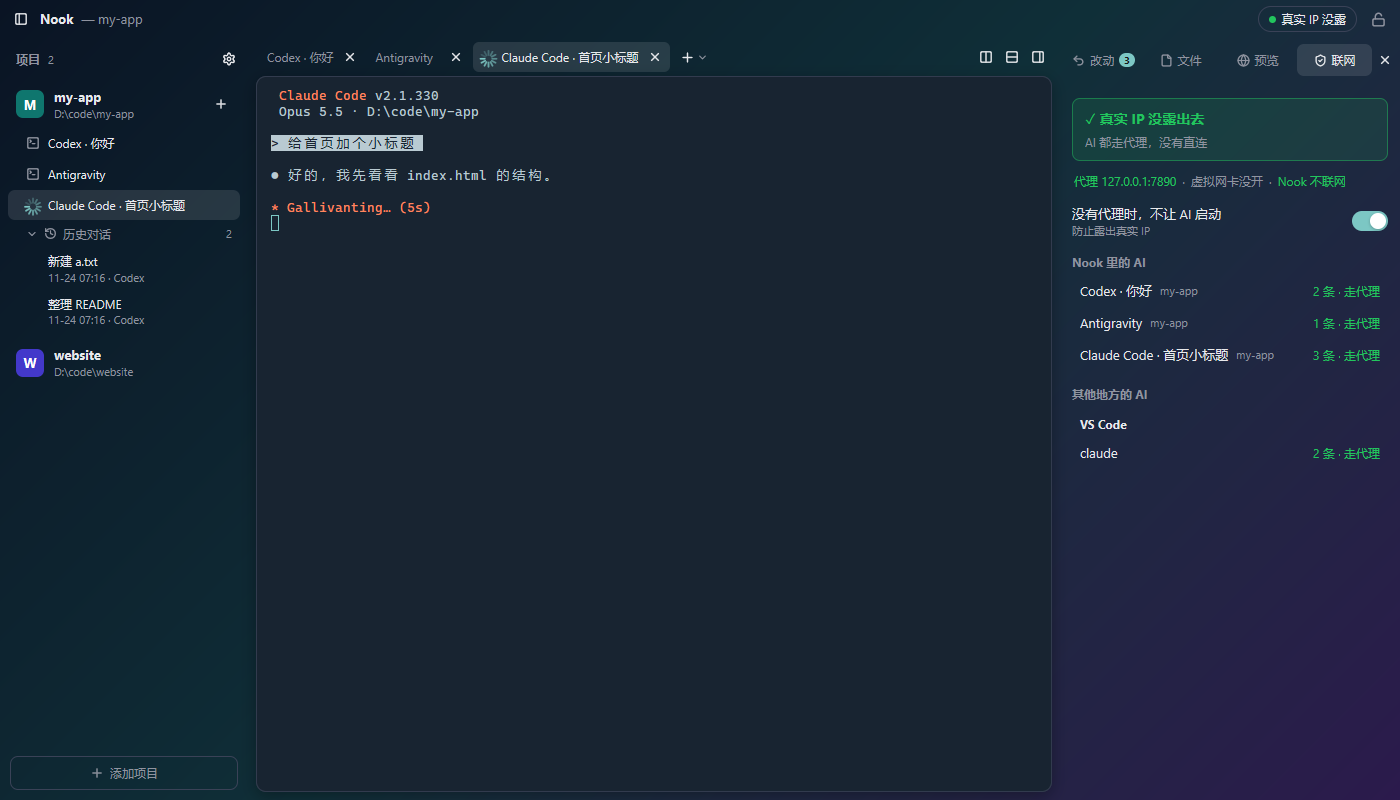 Nook — my-app
真实 IP 没露
项目 2
M
my-app
D:\code\my-app
Codex · 你好
Antigravity
Claude Code · 首页小标题
历史对话 2
新建 a.txt
11-24 07:16 · Codex
整理 README
11-24 07:16 · Codex
W
website
D:\code\website
添加项目
Codex · 你好
Antigravity
Claude Code · 首页小标题
Claude Code v2.1.330
Opus 5.5 · D:\code\my-app
> 给首页加个小标题
● 好的，我先看看 index.html 的结构。
* Gallivanting… (5s)
改动 3
文件
预览
联网
✓ 真实 IP 没露出去
AI 都走代理，没有直连
代理 127.0.0.1:7890 · 虚拟网卡没开 · Nook 不联网
没有代理时，不让 AI 启动
防止露出真实 IP
Nook 里的 AI
Codex · 你好 my-app 2 条 · 走代理
Antigravity my-app 1 条 · 走代理
Claude Code · 首页小标题 my-app 3 条 · 走代理
其他地方的 AI
VS Code
claude 2 条 · 走代理